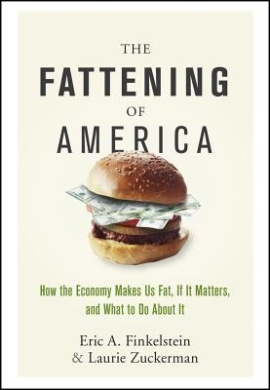 THE
FATTENING
OF
AMERICA
How the Economy Makes Us Fat, If It Matters,
and What to Do About It
Eric A. Finkelstein
& Laurie Zuckerman